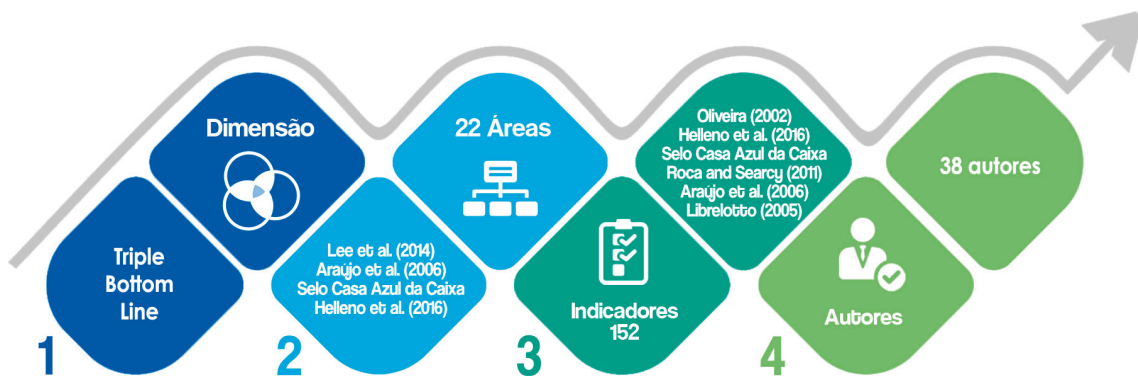 Dimensão
Triple
Bottom
Line
1
22 Áreas
Lee et al. (2014)
Araújo et al. (2006)
Selo Casa Azul da Caixa
Helleno et al. (2016)
2
Oliveira (2002)
Helleno et al. (2016)
Selo Casa Azul da Caixa
Roca and Searcy (2011)
Araújo et al. (2006)
Librelotto (2005)
Indicadores
152
3
38 autores
Autores
4